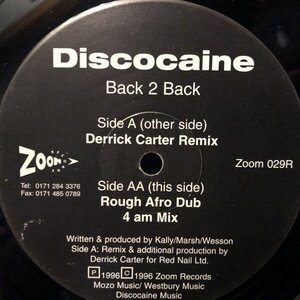 Discocaine
Back 2 Back
Side A (other side)
Derrick Carter Remix
Zoom
Zoom 029R
Tel: 0171 284 3376
Fax: 0171 485 0789
Side AA (this side)
Rough Afro Dub
4 am Mix
Written & produced by Kelly/Marsh/Wesson
Side A: Remix & additional production by
Derrick Carter for Red Nail Ltd.
P 1996 C 1996 Zoom Records
Mozo Music/ Westbury Music
Discocaine Music